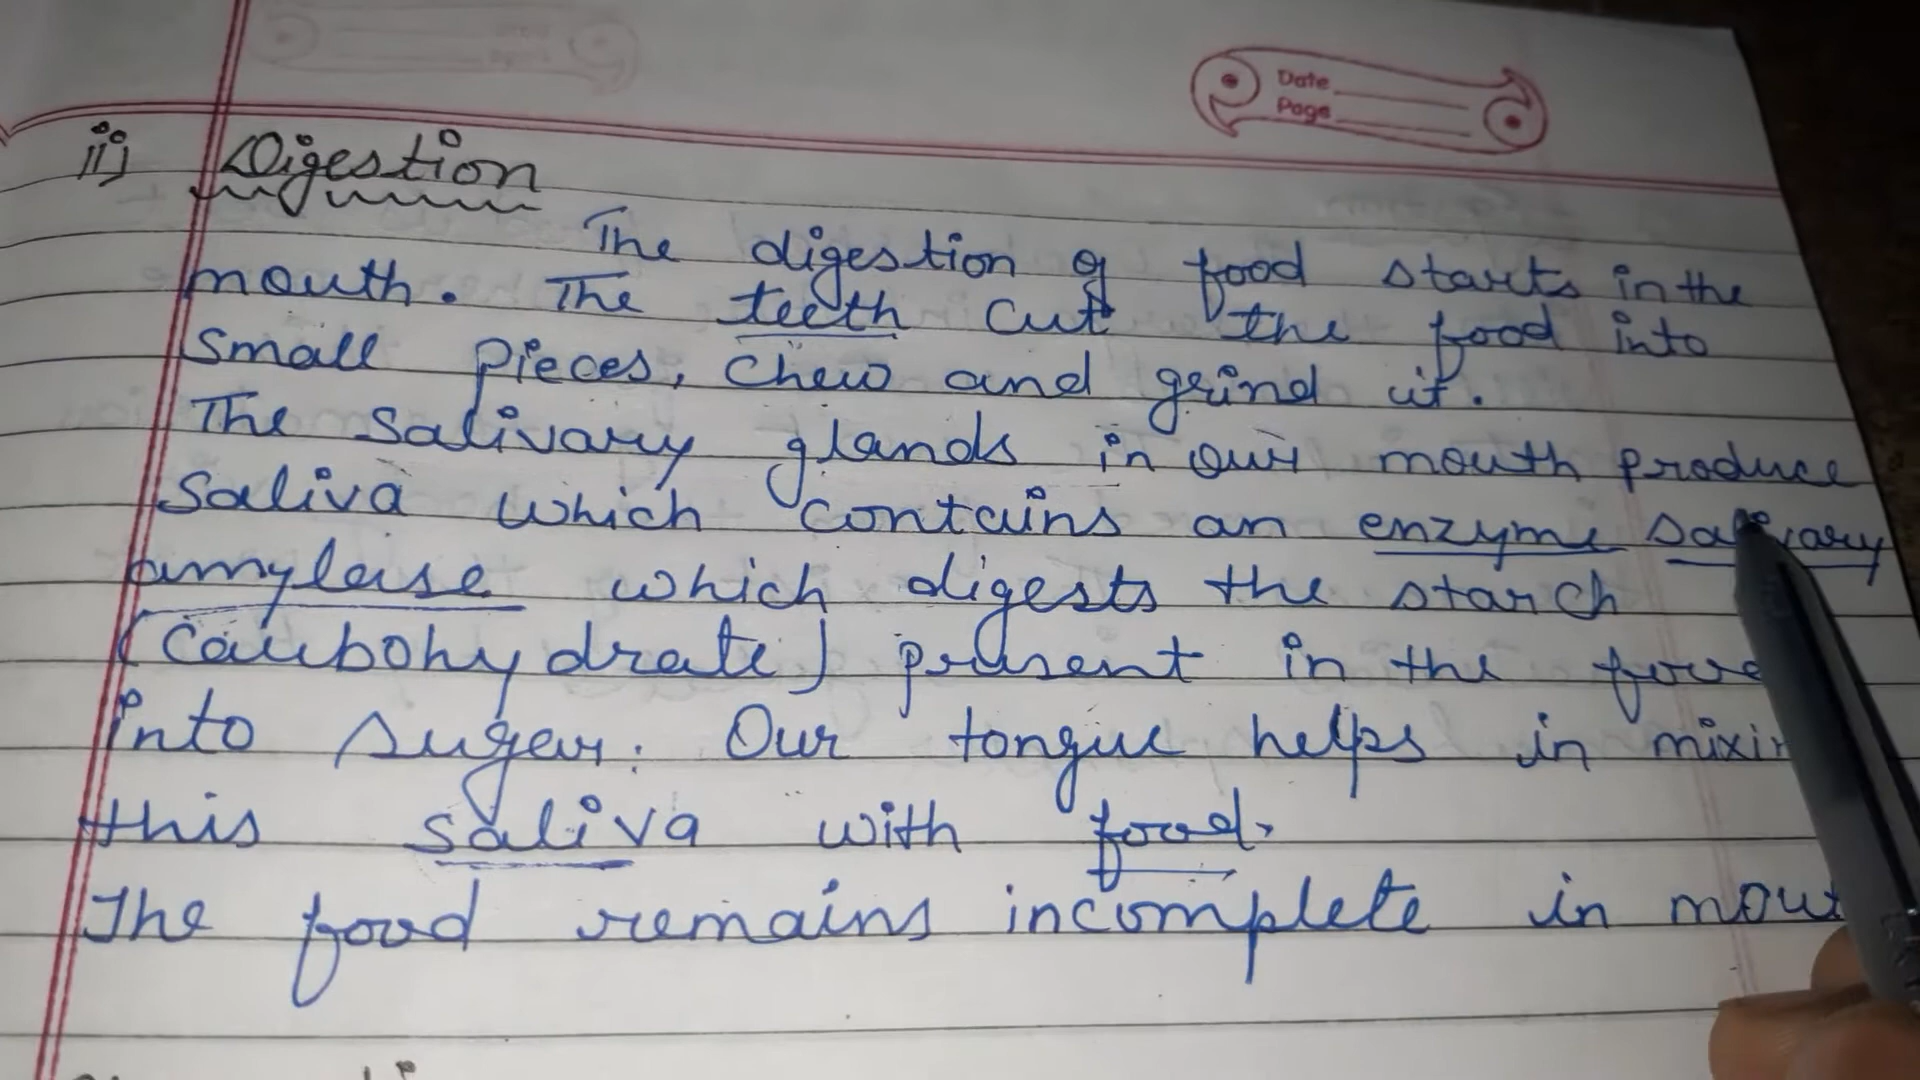 Date
Page
ii) Digestion
The digestion of food starts in the
mouth. The teeth cut the food into
small pieces, chew and grind it.
The salivary glands in our mouth produce
saliva which contains an enzyme salivary
amylase which digests the starch
(Carbohydrate) present in the food
into sugar. Our tongue helps in mixin
this saliva with food.
The food remains incomplete in mout